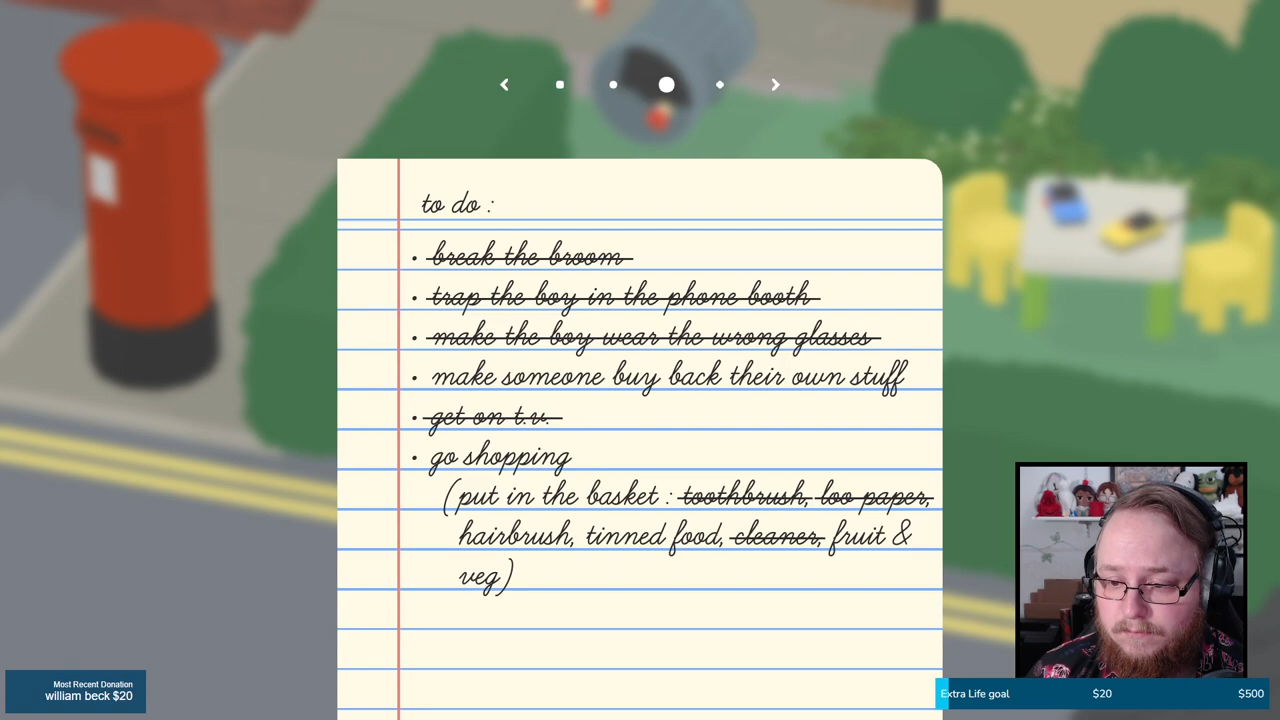 to do :
• break the broom
• trap the boy in the phone booth
• make the boy wear the wrong glasses
• make someone buy back their own stuff
• get on t.v.
• go shopping
(put in the basket : toothbrush, loo paper,
hairbrush, tinned food, cleaner, fruit &
veg)
Most Recent Donation
william beck $20
Extra Life goal $20 $500